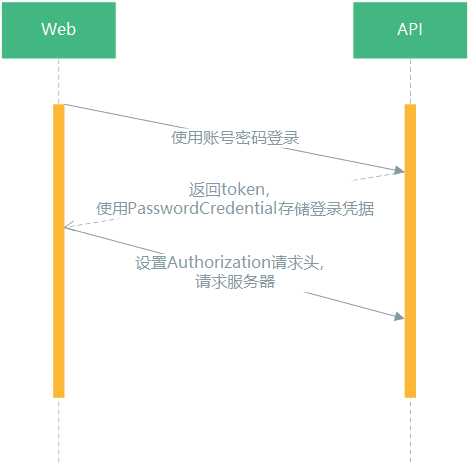 Web
API
使用账号密码登录
返回token，
使用PasswordCredential存储登录凭据
设置Authorization请求头，
请求服务器